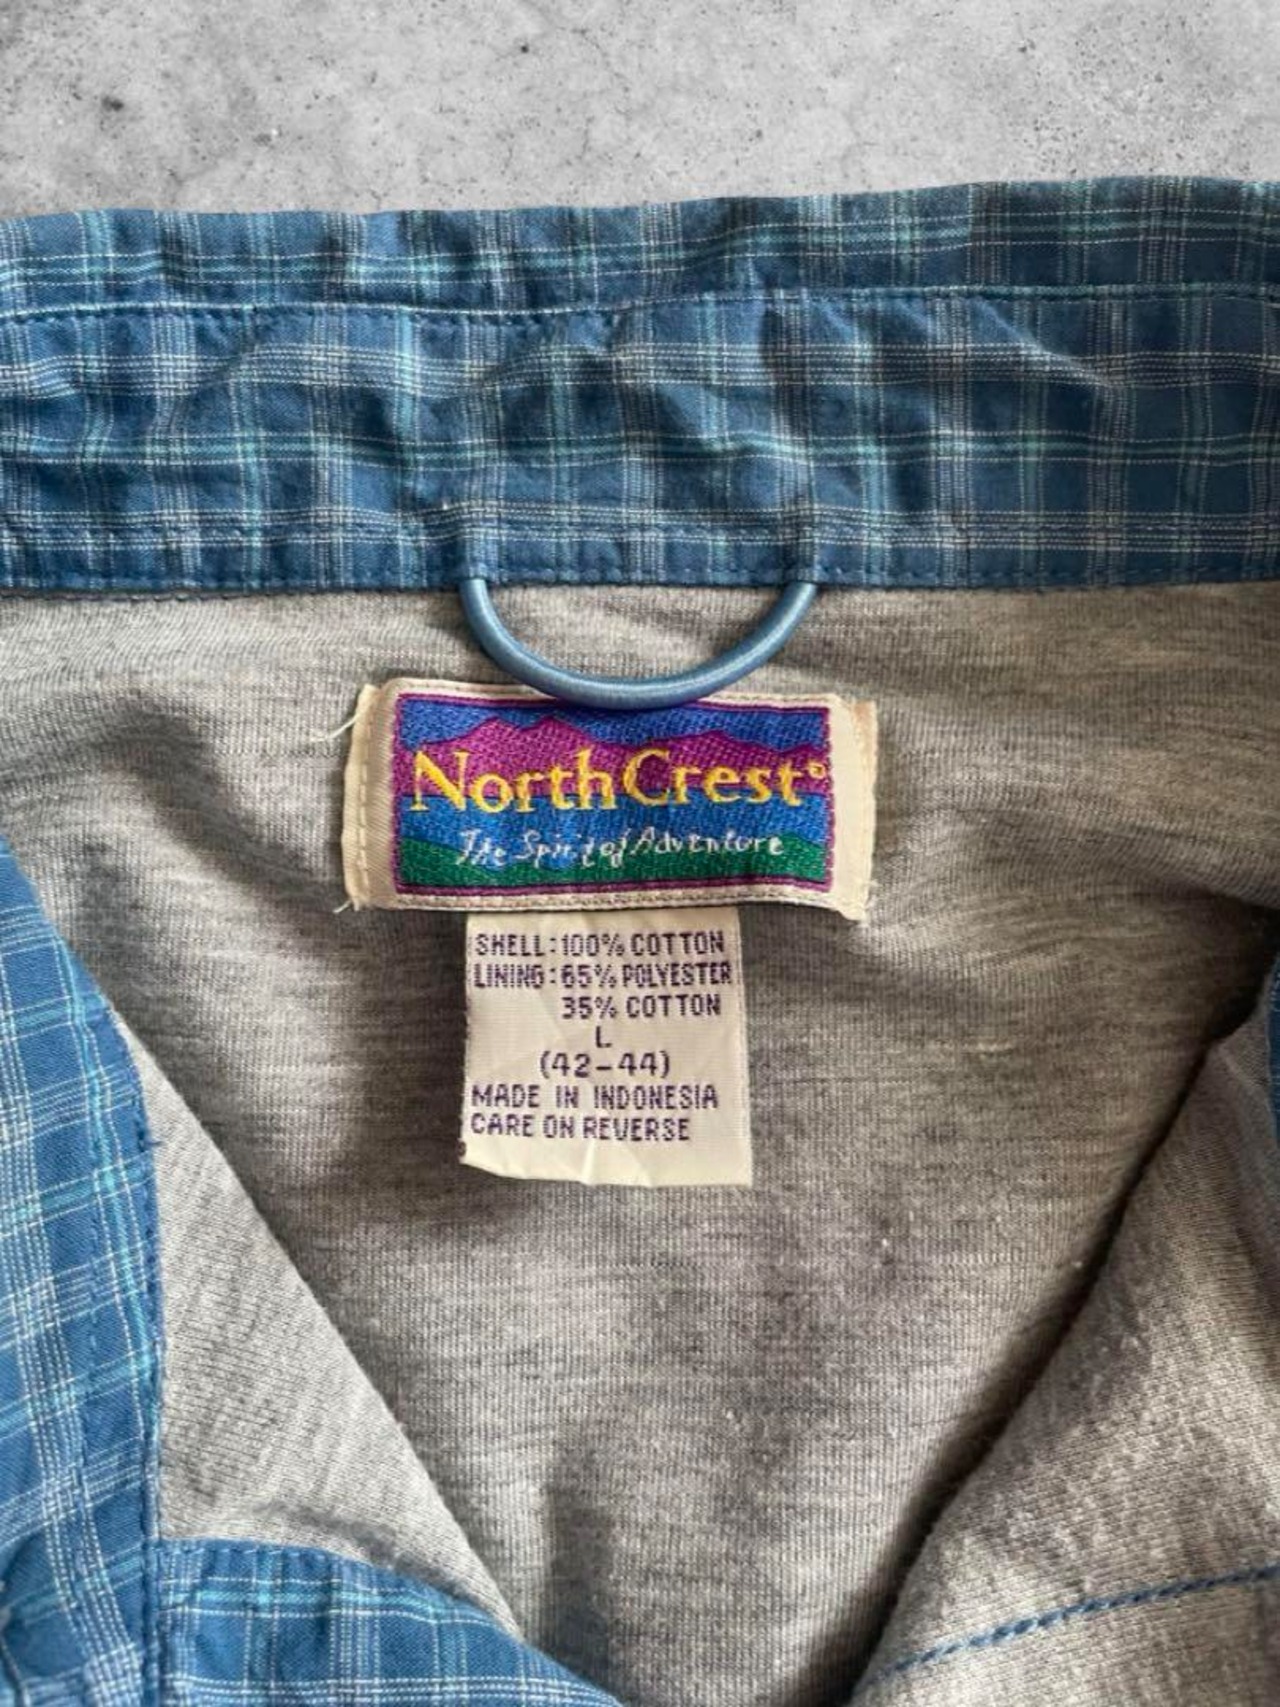 NorthCrest®
The Spirit of Adventure
SHELL: 100% COTTON
LINING: 65% POLYESTER
35% COTTON
L
(42-44)
MADE IN INDONESIA
CARE ON REVERSE